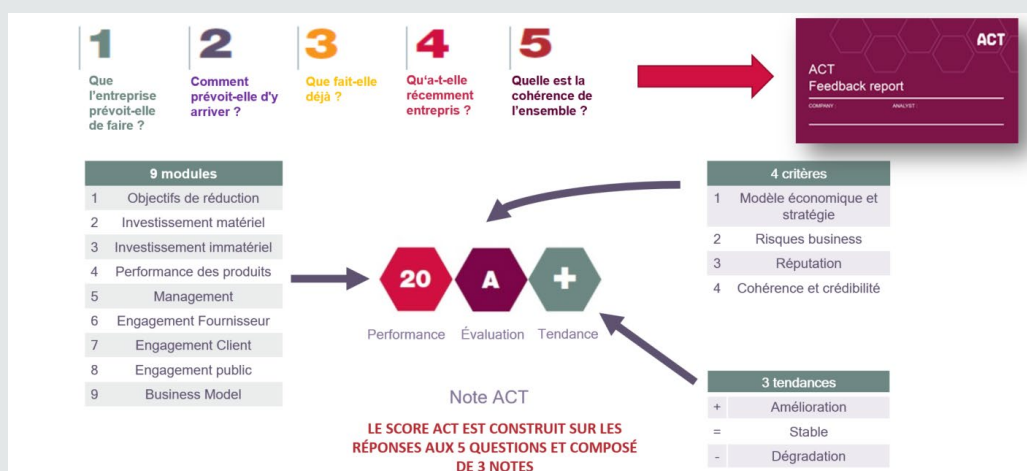 1
Que
l'entreprise
prévoit-elle
de faire ?
2
Comment
prévoit-elle d'y
arriver ?
3
Que fait-elle
déjà ?
4
Qu'a-t-elle
récemment
entrepris ?
5
Quelle est la
cohérence de
l'ensemble ?
ACT
ACT
Feedback report
COMPANY :
ANALYST :
9 modules
1 Objectifs de réduction
2 Investissement matériel
3 Investissement immatériel
4 Performance des produits
5 Management
6 Engagement Fournisseur
7 Engagement Client
8 Engagement public
9 Business Model
20 A +
Performance Évaluation Tendance
Note ACT
LE SCORE ACT EST CONSTRUIT SUR LES
RÉPONSES AUX 5 QUESTIONS ET COMPOSÉ
DE 3 NOTES
4 critères
1 Modèle économique et
stratégie
2 Risques business
3 Réputation
4 Cohérence et crédibilité
3 tendances
+ Amélioration
= Stable
- Dégradation